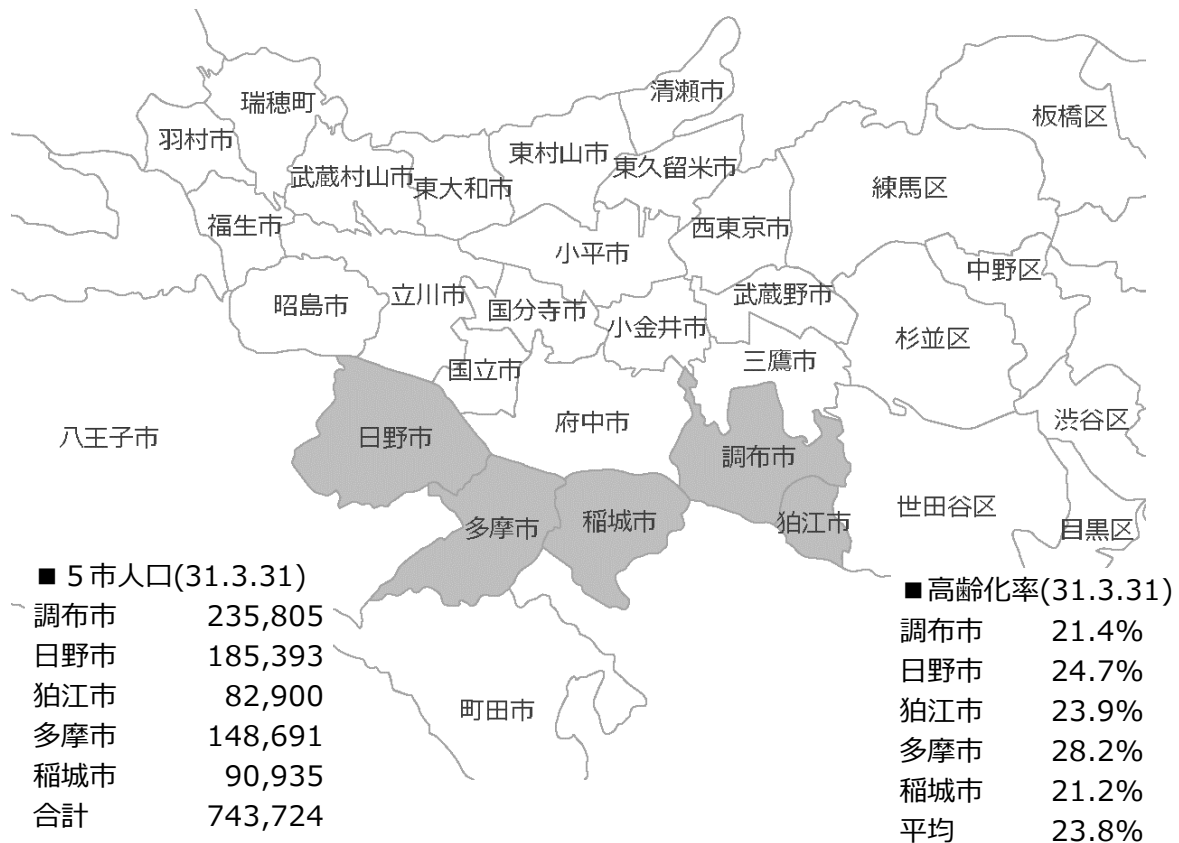 清瀬市
瑞穂町
板橋区
羽村市
東村山市
東久留米市
武蔵村山市
東大和市
練馬区
福生市
西東京市
小平市
中野区
昭島市
立川市
国分寺市
武蔵野市
小金井市
杉並区
国立市
三鷹市
渋谷区
府中市
八王子市
日野市
調布市
世田谷区
多摩市
稲城市
狛江市
目黒区
町田市
■５市人口(31.3.31)
調布市 235,805
日野市 185,393
狛江市 82,900
多摩市 148,691
稲城市 90,935
合計 743,724
■高齢化率(31.3.31)
調布市 21.4%
日野市 24.7%
狛江市 23.9%
多摩市 28.2%
稲城市 21.2%
平均 23.8%